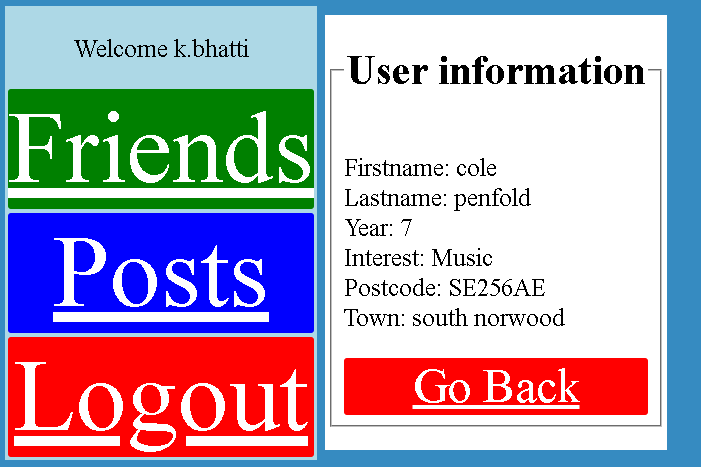 Welcome k.bhatti
Friends
Posts
Logout
User information
Firstname: cole
Lastname: penfold
Year: 7
Interest: Music
Postcode: SE256AE
Town: south norwood
Go Back